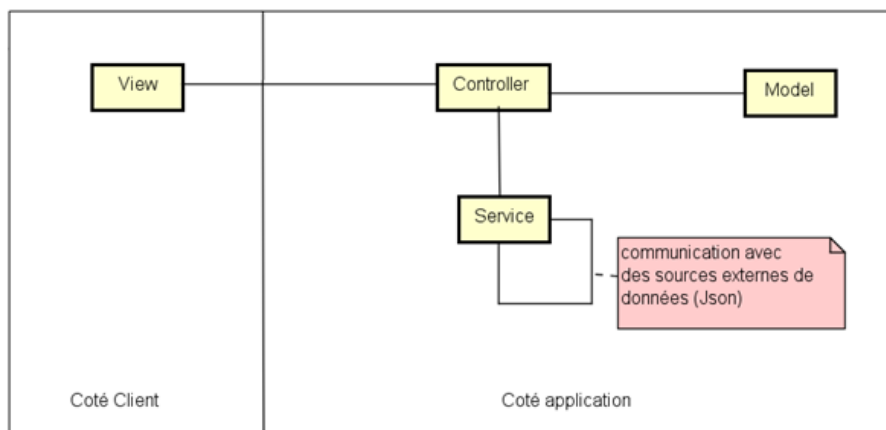 View
Controller
Model
Service
communication avec
des sources externes de
données (Json)
Coté Client
Coté application